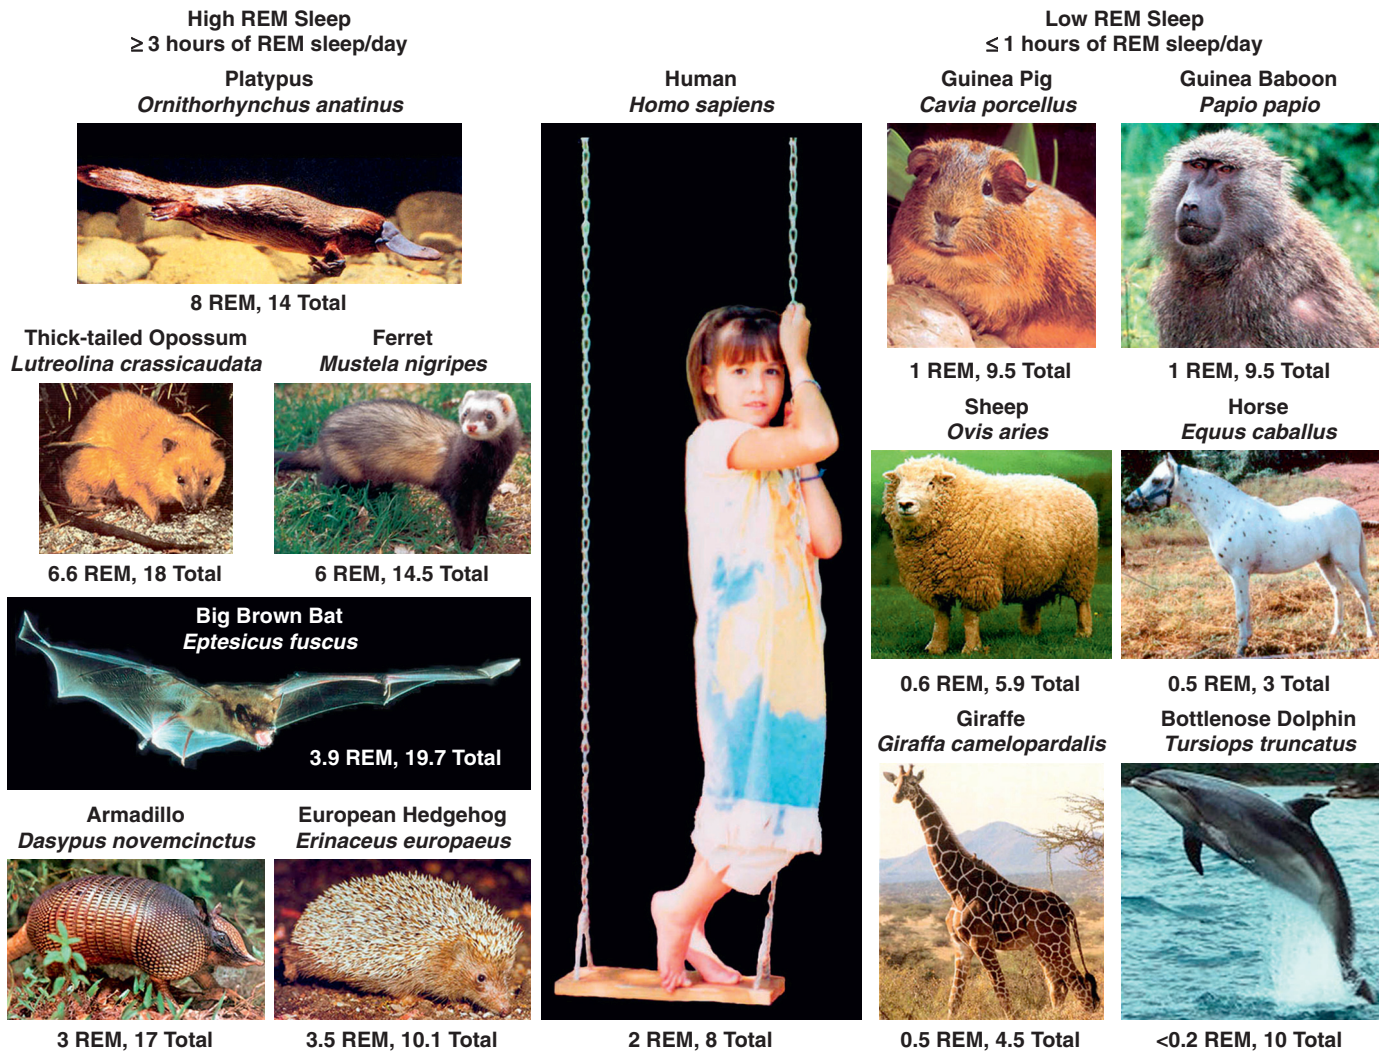 High REM Sleep
≥ 3 hours of REM sleep/day
Platypus
Ornithorhynchus anatinus
8 REM, 14 Total
Thick-tailed Opossum
Lutreolina crassicaudata
6.6 REM, 18 Total
Ferret
Mustela nigripes
6 REM, 14.5 Total
Big Brown Bat
Eptesicus fuscus
3.9 REM, 19.7 Total
Armadillo
Dasypus novemcinctus
3 REM, 17 Total
European Hedgehog
Erinaceus europaeus
3.5 REM, 10.1 Total
Human
Homo sapiens
2 REM, 8 Total
Low REM Sleep
≤ 1 hours of REM sleep/day
Guinea Pig
Cavia porcellus
1 REM, 9.5 Total
Guinea Baboon
Papio papio
1 REM, 9.5 Total
Sheep
Ovis aries
0.6 REM, 5.9 Total
Horse
Equus caballus
0.5 REM, 3 Total
Giraffe
Giraffa camelopardalis
0.5 REM, 4.5 Total
Bottlenose Dolphin
Tursiops truncatus
<0.2 REM, 10 Total